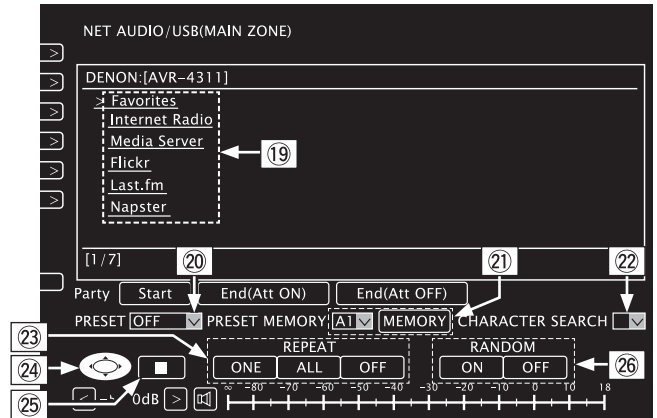 NET AUDIO/USB(MAIN ZONE)
>
>
>
>
>
>
DENON:[AVR-4311]
> Favorites
Internet Radio
Media Server
Flickr
Last.fm
Napster
⑲
[1/7]
⑳ ㉑ ㉒
Party Start End(Att ON) End(Att OFF)
PRESET OFF PRESET MEMORY A1 MEMORY CHARACTER SEARCH
㉓ REPEAT RANDOM
㉔ ONE ALL OFF ON OFF ㉖
㉕ < 0dB > ∞ -80 -70 -60 -50 -40 -30 -20 -10 0 10 18